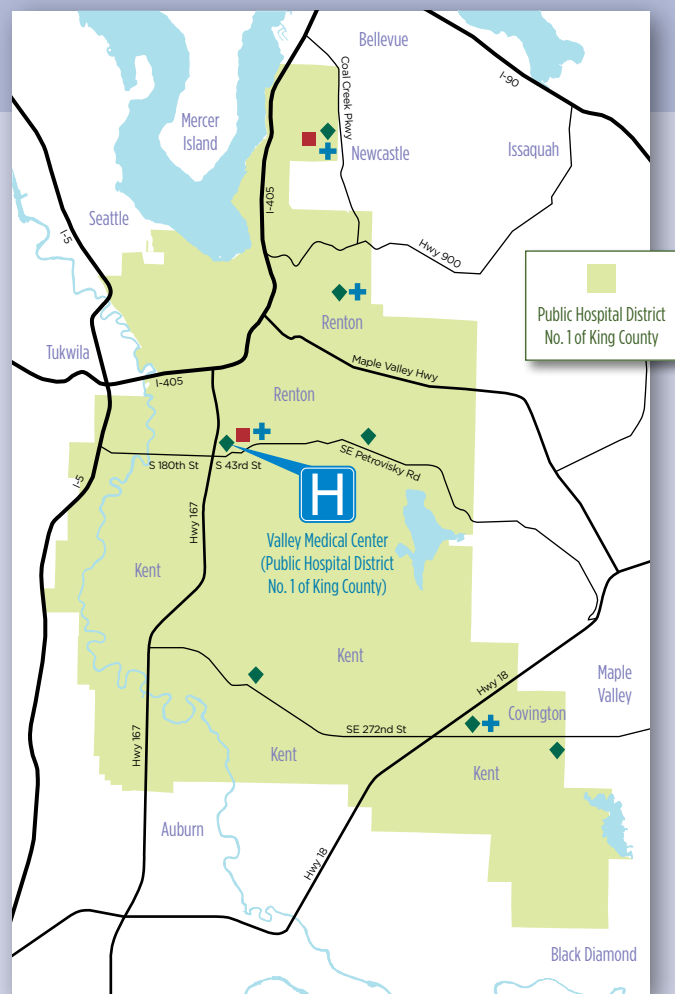 Bellevue
I-90
Coal Creek Pkwy
Mercer
Island
Newcastle
Issaquah
I-405
Seattle
I-5
Hwy 900
Public Hospital District
No. 1 of King County
Renton
Tukwila
Maple Valley Hwy
I-405
Renton
S 180th St
S 43rd St
SE Petrovisky Rd
I-5
H
Hwy 167
Valley Medical Center
(Public Hospital District
No. 1 of King County)
Kent
Kent
Maple
Valley
Hwy 18
Covington
SE 272nd St
Hwy 167
Kent
Kent
Auburn
Hwy 18
Black Diamond